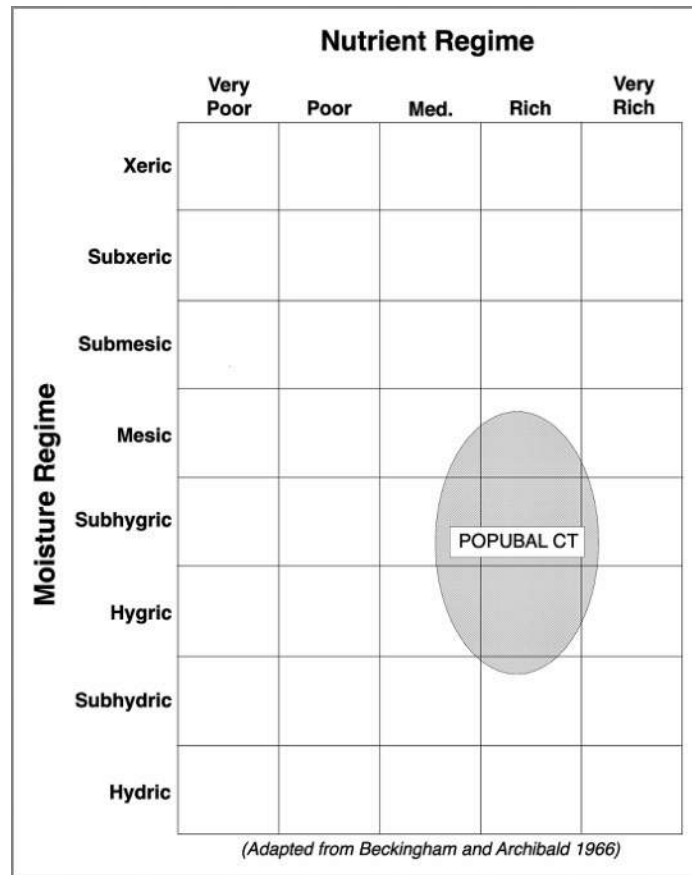 Nutrient Regime
Very Poor
Poor
Med.
Rich
Very Rich
Moisture Regime
Xeric
Subxeric
Submesic
Mesic
Subhygric
Hygric
Subhydric
Hydric
POPUBAL CT
(Adapted from Beckingham and Archibald 1966)